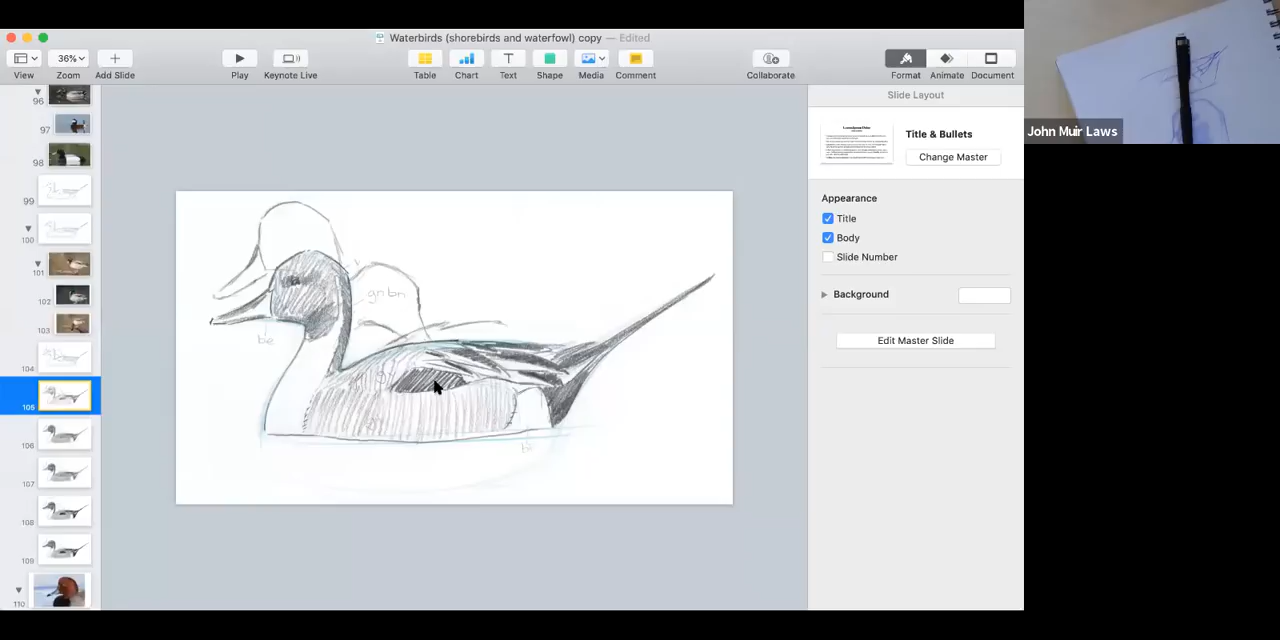 Waterbirds (shorebirds and waterfowl) copy — Edited
36%
View
Zoom
Add Slide
Play
Keynote Live
Table
Chart
Text
Shape
Media
Comment
Collaborate
Format
Animate
Document
Slide Layout
Title & Bullets
Change Master
Appearance
Title
Body
Slide Number
Background
Edit Master Slide
96
97
98
99
100
101
102
103
104
105
106
107
108
109
110
gnbn
be
John Muir Laws